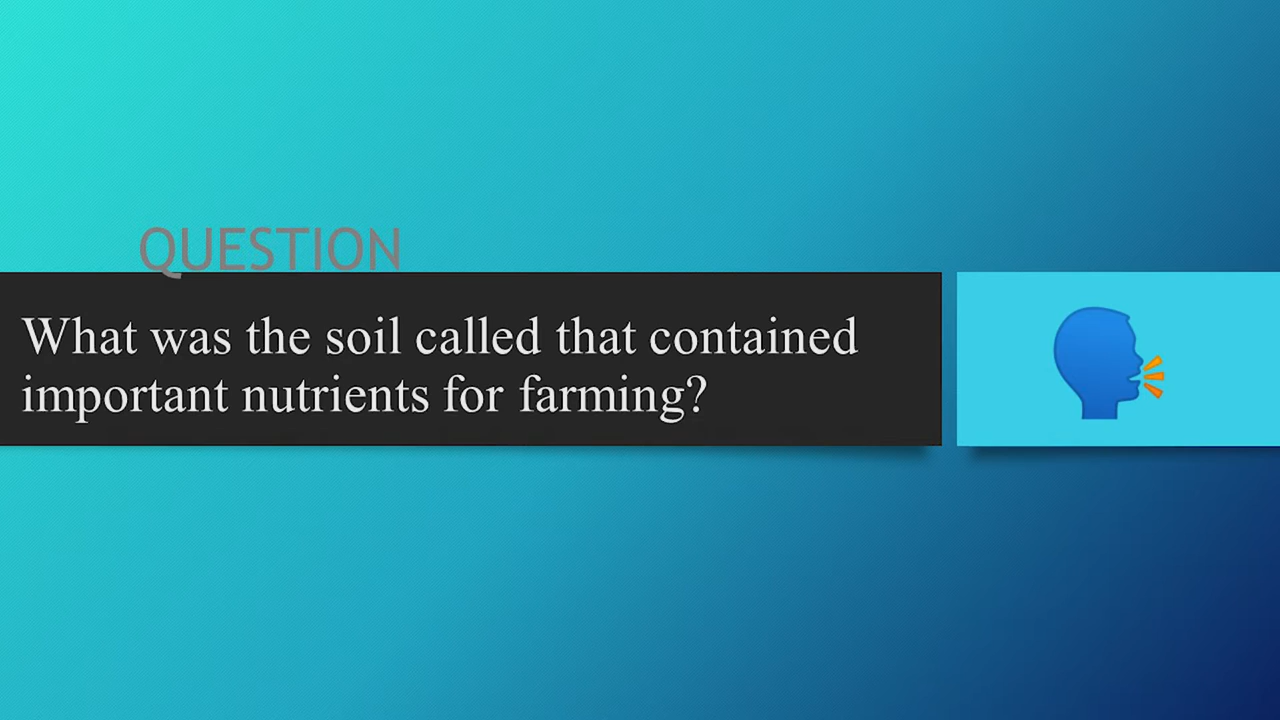 QUESTION
What was the soil called that contained
important nutrients for farming?